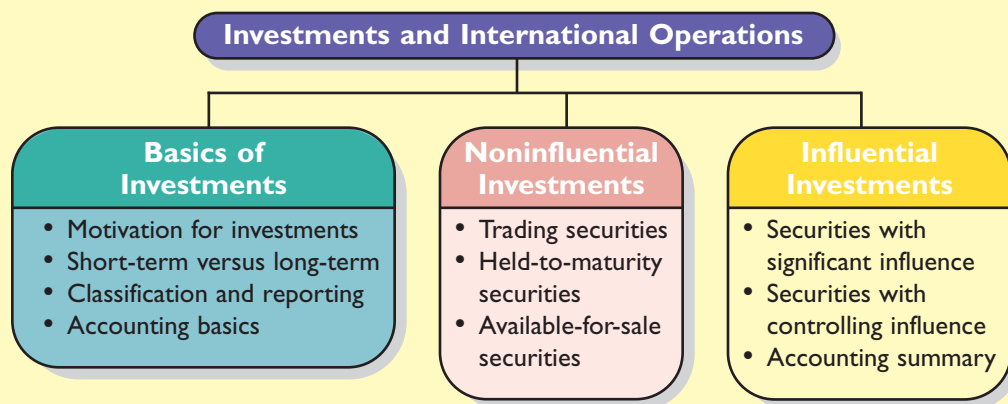 Investments and International Operations
Basics of
Investments
• Motivation for investments
• Short-term versus long-term
• Classification and reporting
• Accounting basics
Noninfluential
Investments
• Trading securities
• Held-to-maturity
securities
• Available-for-sale
securities
Influential
Investments
• Securities with
significant influence
• Securities with
controlling influence
• Accounting summary